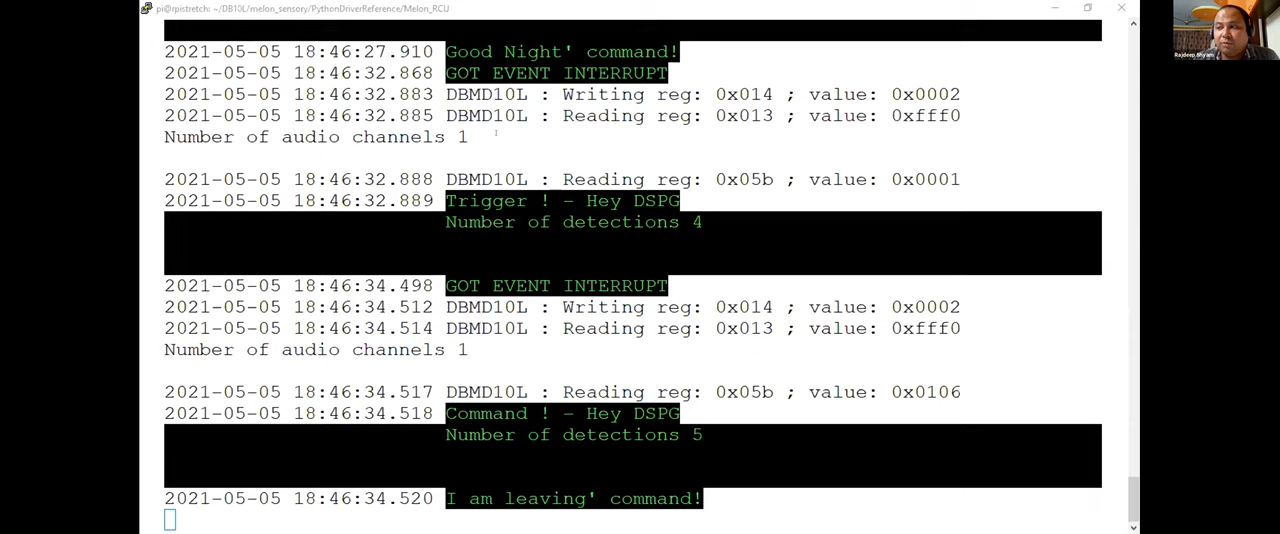 pi@rpistretch: ~/DB10L/melon_sensory/PythonDriverReference/Melon_RCU
2021-05-05 18:46:27.910 Good Night' command!
2021-05-05 18:46:32.868 GOT EVENT INTERRUPT
2021-05-05 18:46:32.883 DBMD10L : Writing reg: 0x014 ; value: 0x0002
2021-05-05 18:46:32.885 DBMD10L : Reading reg: 0x013 ; value: 0xfff0
Number of audio channels 1
2021-05-05 18:46:32.888 DBMD10L : Reading reg: 0x05b ; value: 0x0001
2021-05-05 18:46:32.889 Trigger ! - Hey DSPG
Number of detections 4
2021-05-05 18:46:34.498 GOT EVENT INTERRUPT
2021-05-05 18:46:34.512 DBMD10L : Writing reg: 0x014 ; value: 0x0002
2021-05-05 18:46:34.514 DBMD10L : Reading reg: 0x013 ; value: 0xfff0
Number of audio channels 1
2021-05-05 18:46:34.517 DBMD10L : Reading reg: 0x05b ; value: 0x0106
2021-05-05 18:46:34.518 Command ! - Hey DSPG
Number of detections 5
2021-05-05 18:46:34.520 I am leaving' command!
Rajdeep Shyam